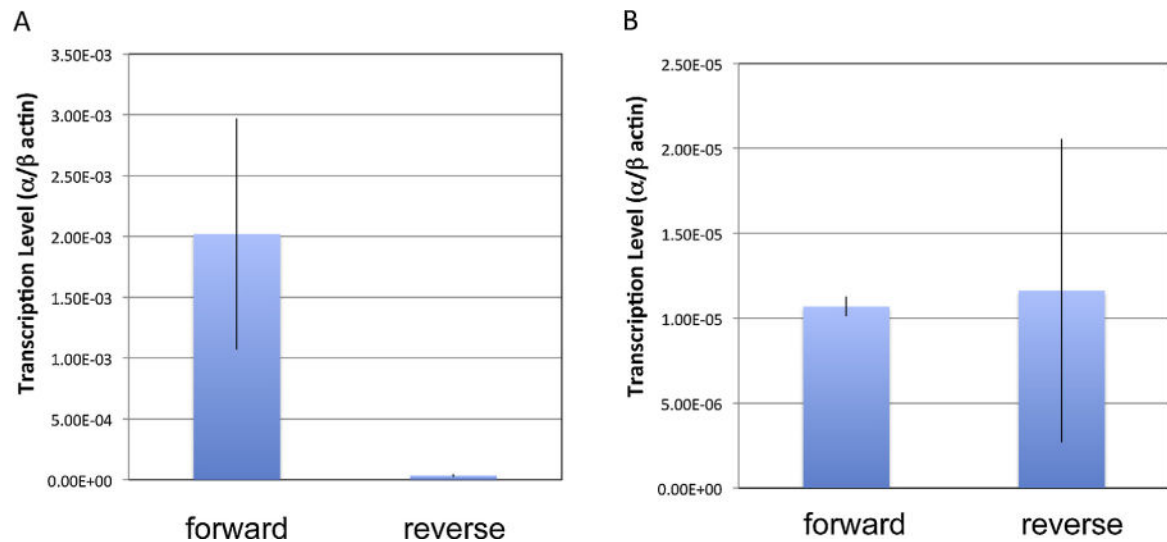 A
Transcription Level (α/β actin)
3.50E-03
3.00E-03
2.50E-03
2.00E-03
1.50E-03
1.00E-03
5.00E-04
0.00E+00
forward reverse
B
Transcription Level (α/β actin)
2.50E-05
2.00E-05
1.50E-05
1.00E-05
5.00E-06
0.00E+00
forward reverse